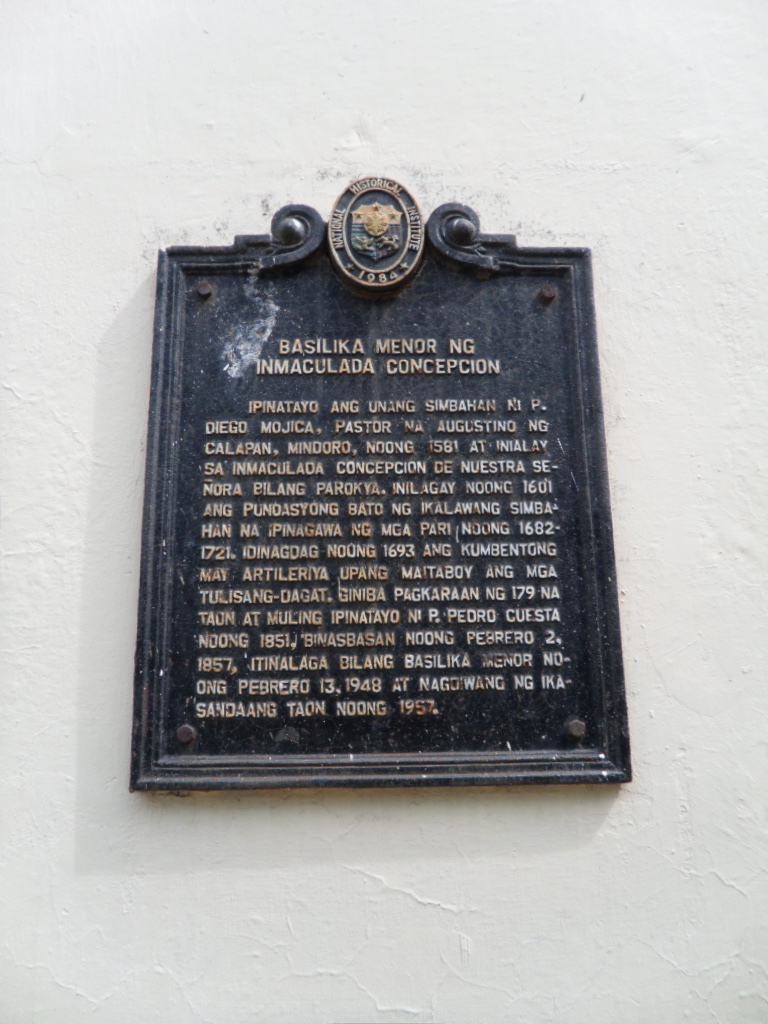 NATIONAL HISTORICAL INSTITUTE
1984
BASILIKA MENOR NG
INMACULADA CONCEPCION
IPINATAYO ANG UNANG SIMBAHAN NI P.
DIEGO MOJICA, PASTOR NA AUGUSTINO NG
CALAPAN, MINDORO, NOONG 1581 AT INIALAY
SA INMACULADA CONCEPCION DE NUESTRA SE-
ÑORA BILANG PAROKYA. INILAGAY NOONG 1601
ANG PUNDASYONG BATO NG IKALAWANG SIMBA-
HAN NA IPINAGAWA NG MGA PARI NOONG 1682-
1721. IDINAGDAG NOONG 1693 ANG KUMBENTONG
MAY ARTILERIYA UPANG MAITABOY ANG MGA
TULISANG-DAGAT. GINIBA PAGKARAAN NG 179 NA
TAON AT MULING IPINATAYO NI P. PEDRO CUESTA
NOONG 1851, BINASBASAN NOONG PEBRERO 2,
1857, ITINALAGA BILANG BASILIKA MENOR NO-
ONG PEBRERO 13, 1948 AT NAGDIWANG NG IKA-
SANDAANG TAON NOONG 1957.